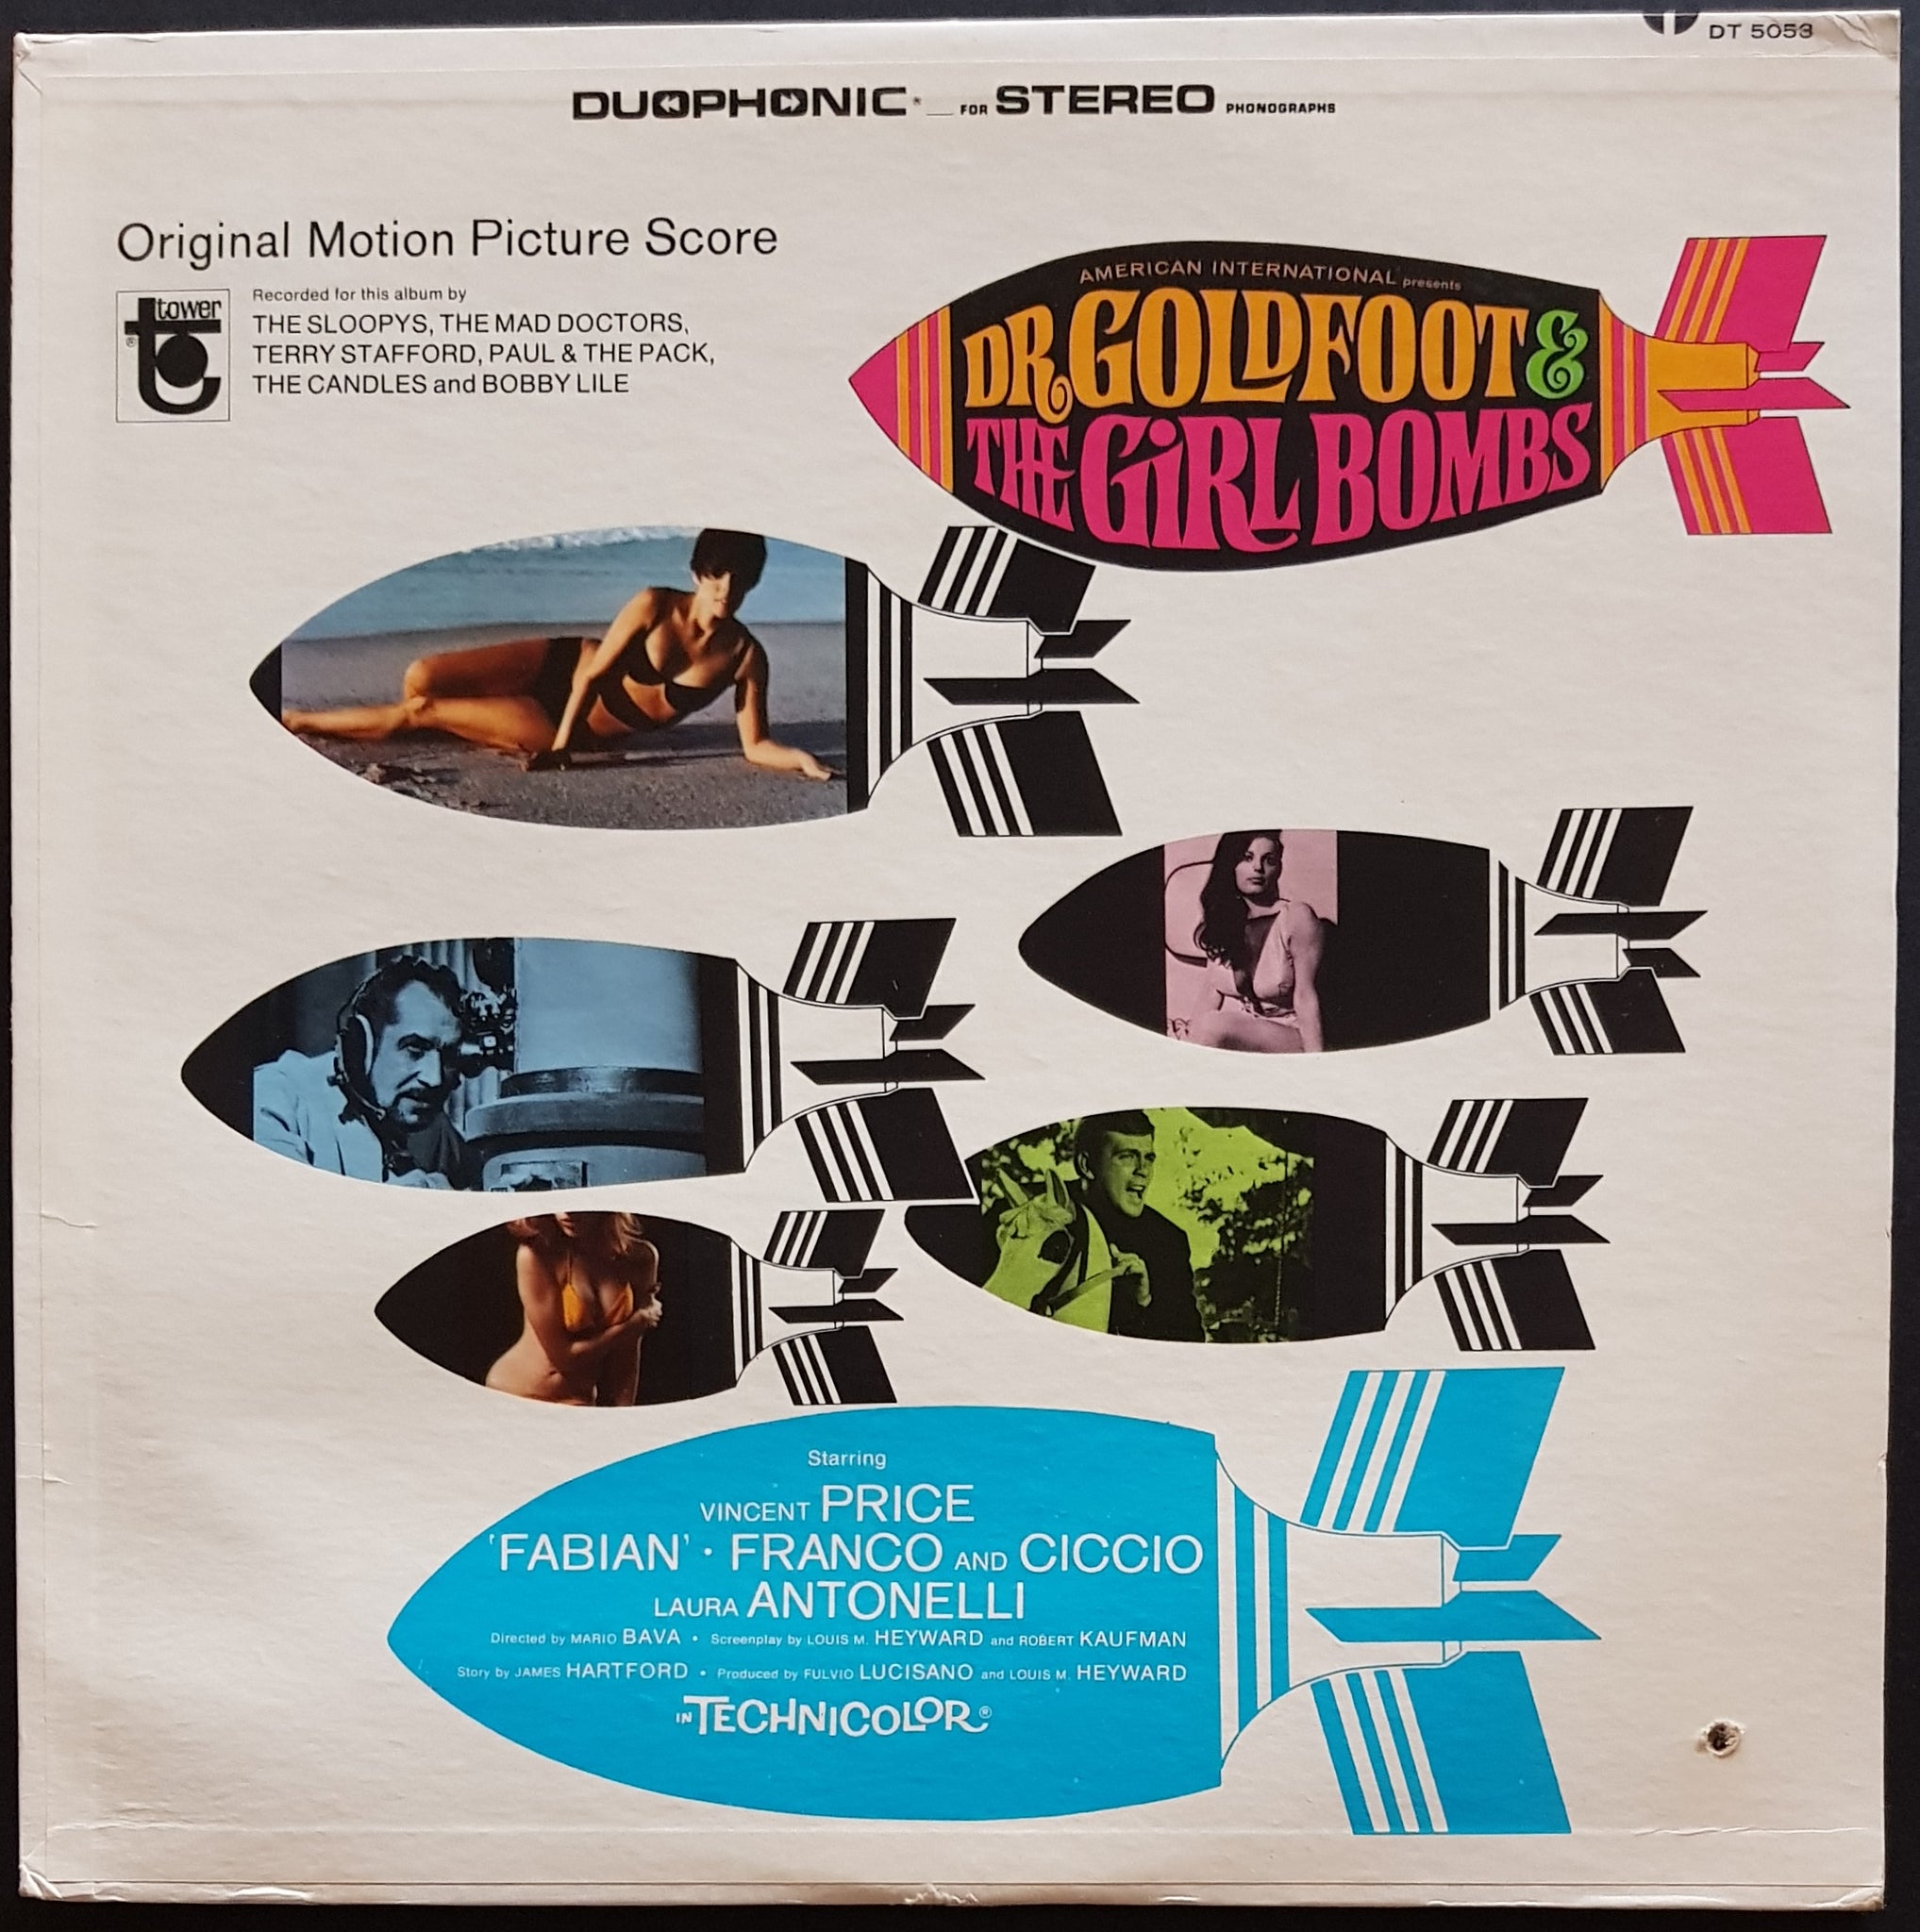 DT 5053
DUOPHONIC® __ FOR STEREO PHONOGRAPHS
Original Motion Picture Score
tower
®
Recorded for this album by
THE SLOOPYS, THE MAD DOCTORS,
TERRY STAFFORD, PAUL & THE PACK,
THE CANDLES and BOBBY LILE
AMERICAN INTERNATIONAL presents
DR. GOLDFOOT &
THE GiRL BOMBS
Starring
VINCENT PRICE
'FABIAN' · FRANCO AND CICCIO
LAURA ANTONELLI
Directed by MARIO BAVA • Screenplay by LOUIS M. HEYWARD and ROBERT KAUFMAN
Story by JAMES HARTFORD • Produced by FULVIO LUCISANO and LOUIS M. HEYWARD
IN TECHNICOLOR®